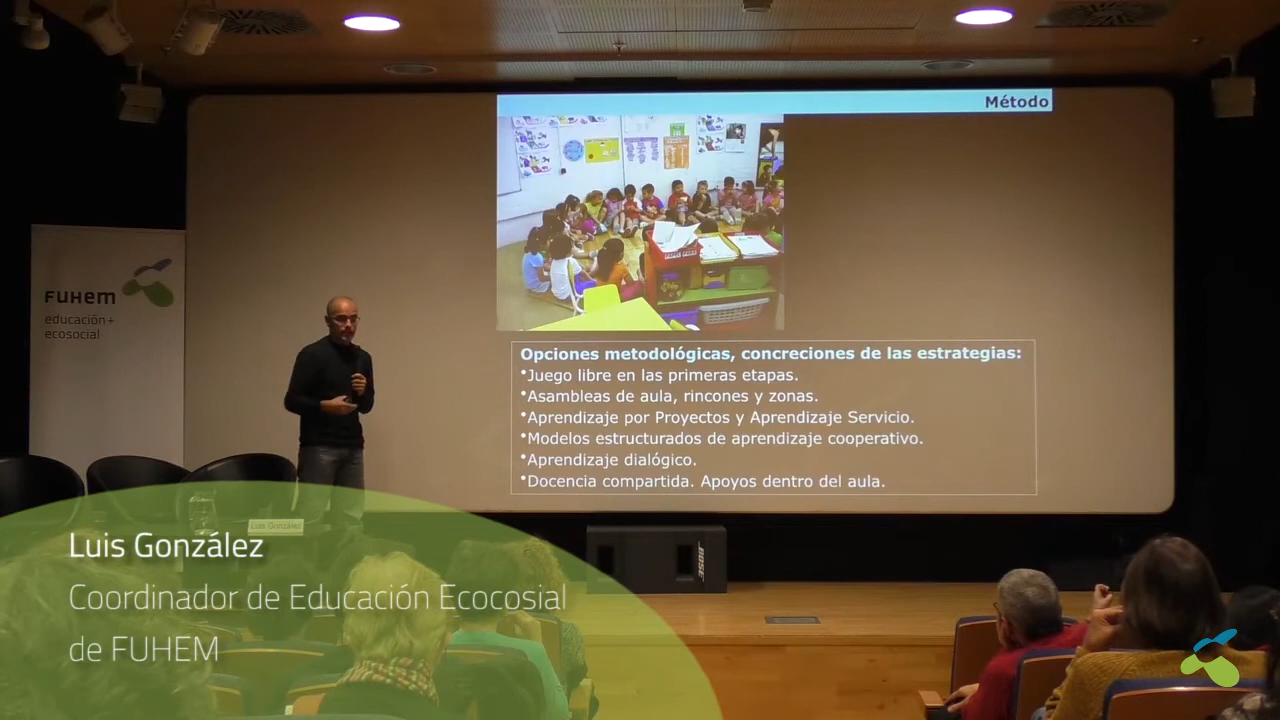 Método
FUHem
educación+
ecosocial
Opciones metodológicas, concreciones de las estrategias:
•Juego libre en las primeras etapas.
•Asambleas de aula, rincones y zonas.
•Aprendizaje por Proyectos y Aprendizaje Servicio.
•Modelos estructurados de aprendizaje cooperativo.
•Aprendizaje dialógico.
•Docencia compartida. Apoyos dentro del aula.
Luis González
BOSE
Luis González
Coordinador de Educación Ecocosial
de FUHEM